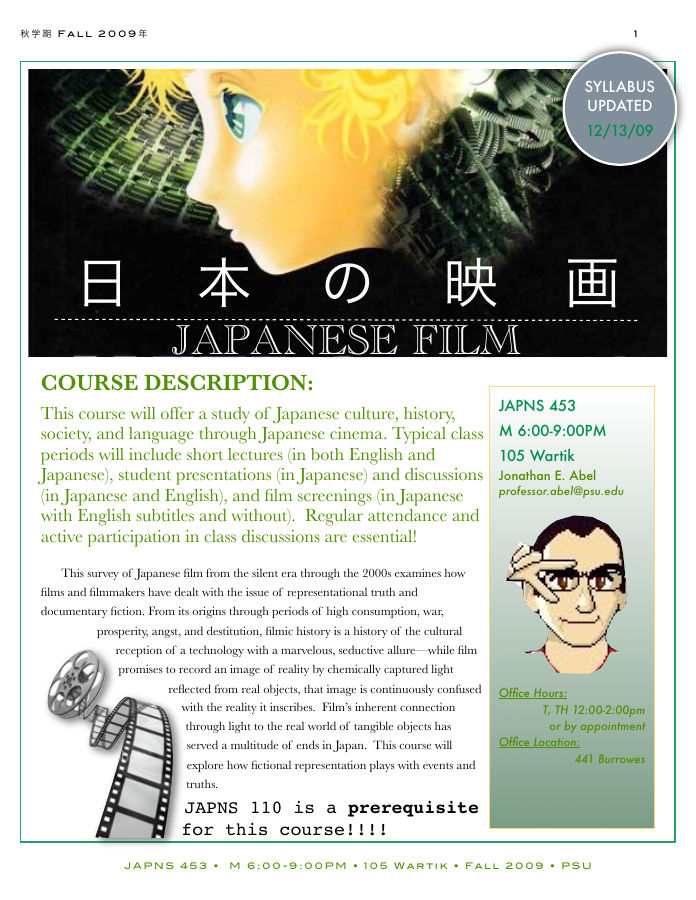 秋学期 FALL 2009年
1
SYLLABUS
UPDATED
12/13/09
日本の映画
JAPANESE FILM
COURSE DESCRIPTION:
This course will offer a study of Japanese culture, history,
society, and language through Japanese cinema. Typical class
periods will include short lectures (in both English and
Japanese), student presentations (in Japanese) and discussions
(in Japanese and English), and film screenings (in Japanese
with English subtitles and without).  Regular attendance and
active participation in class discussions are essential!
This survey of Japanese film from the silent era through the 2000s examines how
films and filmmakers have dealt with the issue of representational truth and
documentary fiction. From its origins through periods of high consumption, war,
prosperity, angst, and destitution, filmic history is a history of the cultural
reception of a technology with a marvelous, seductive allure—while film
promises to record an image of reality by chemically captured light
reflected from real objects, that image is continuously confused
with the reality it inscribes.  Film's inherent connection
through light to the real world of tangible objects has
served a multitude of ends in Japan.  This course will
explore how fictional representation plays with events and
truths.
JAPNS 110 is a prerequisite
for this course!!!!
JAPNS 453
M 6:00-9:00PM
105 Wartik
Jonathan E. Abel
professor.abel@psu.edu
Office Hours:
T, TH 12:00-2:00pm
or by appointment
Office Location:
441 Burrowes
JAPNS 453 •  M 6:00-9:00PM • 105 WARTIK • FALL 2009 • PSU